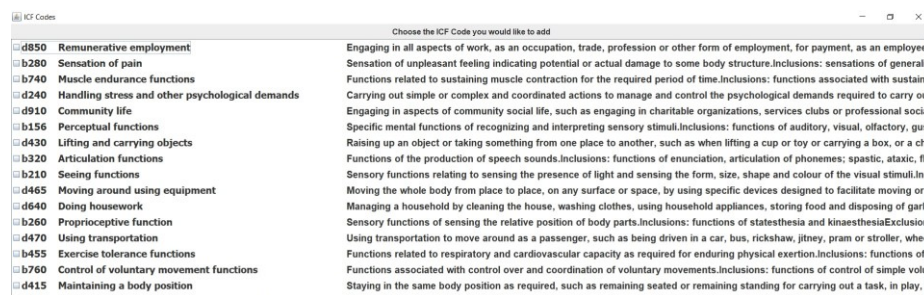 ICF Codes
Choose the ICF Code you would like to add
d850 Remunerative employment Engaging in all aspects of work, as an occupation, trade, profession or other form of employment, for payment, as an employee
b280 Sensation of pain Sensation of unpleasant feeling indicating potential or actual damage to some body structure.Inclusions: sensations of general
b740 Muscle endurance functions Functions related to sustaining muscle contraction for the required period of time.Inclusions: functions associated with sustain
d240 Handling stress and other psychological demands Carrying out simple or complex and coordinated actions to manage and control the psychological demands required to carry ou
d910 Community life Engaging in aspects of community social life, such as engaging in charitable organizations, services clubs or professional socia
b156 Perceptual functions Specific mental functions of recognizing and interpreting sensory stimuli.Inclusions: functions of auditory, visual, olfactory, gus
d430 Lifting and carrying objects Raising up an object or taking something from one place to another, such as when lifting a cup or toy or carrying a box, or a ch
b320 Articulation functions Functions of the production of speech sounds.Inclusions: functions of enunciation, articulation of phonemes; spastic, ataxic, fl
b210 Seeing functions Sensory functions relating to sensing the presence of light and sensing the form, size, shape and colour of the visual stimuli.In
d465 Moving around using equipment Moving the whole body from place to place, on any surface or space, by using specific devices designed to facilitate moving or
d640 Doing housework Managing a household by cleaning the house, washing clothes, using household appliances, storing food and disposing of gar
b260 Proprioceptive function Sensory functions of sensing the relative position of body parts.Inclusions: functions of statesthesia and kinaesthesiaExclusion
d470 Using transportation Using transportation to move around as a passenger, such as being driven in a car, bus, rickshaw, jitney, pram or stroller, whe
b455 Exercise tolerance functions Functions related to respiratory and cardiovascular capacity as required for enduring physical exertion.Inclusions: functions of
b760 Control of voluntary movement functions Functions associated with control over and coordination of voluntary movements.Inclusions: functions of control of simple vol
d415 Maintaining a body position Staying in the same body position as required, such as remaining seated or remaining standing for carrying out a task, in play,